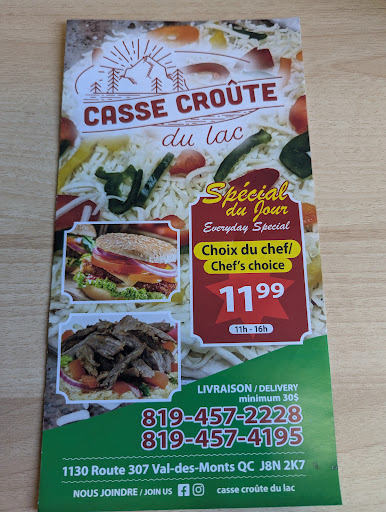 CASSE CROÛTE
du lac
Spécial
du Jour
Everyday Special
Choix du chef/
Chef's choice
11⁹⁹
11h - 16h
LIVRAISON / DELIVERY
minimum 30$
819-457-2228
819-457-4195
1130 Route 307 Val-des-Monts QC J8N 2K7
NOUS JOINDRE / JOIN US casse croûte du lac